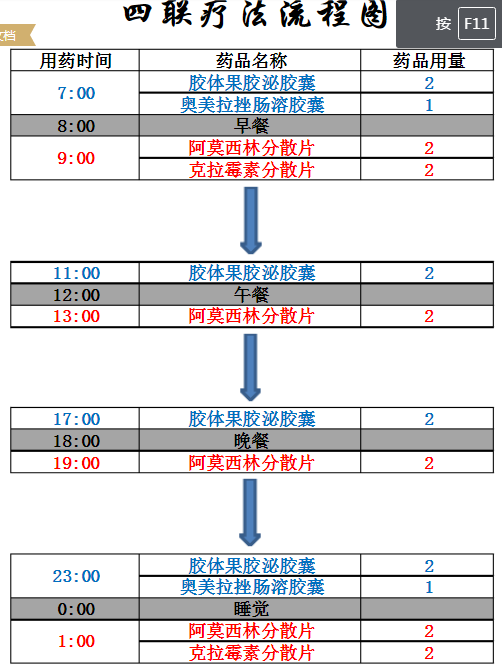 四联疗法流程图
按 F11
文档
用药时间 药品名称 药品用量
7:00 胶体果胶泌胶囊 2
奥美拉挫肠溶胶囊 1
8:00 早餐
9:00 阿莫西林分散片 2
克拉霉素分散片 2
11:00 胶体果胶泌胶囊 2
12:00 午餐
13:00 阿莫西林分散片 2
17:00 胶体果胶泌胶囊 2
18:00 晚餐
19:00 阿莫西林分散片 2
23:00 胶体果胶泌胶囊 2
奥美拉挫肠溶胶囊 1
0:00 睡觉
1:00 阿莫西林分散片 2
克拉霉素分散片 2